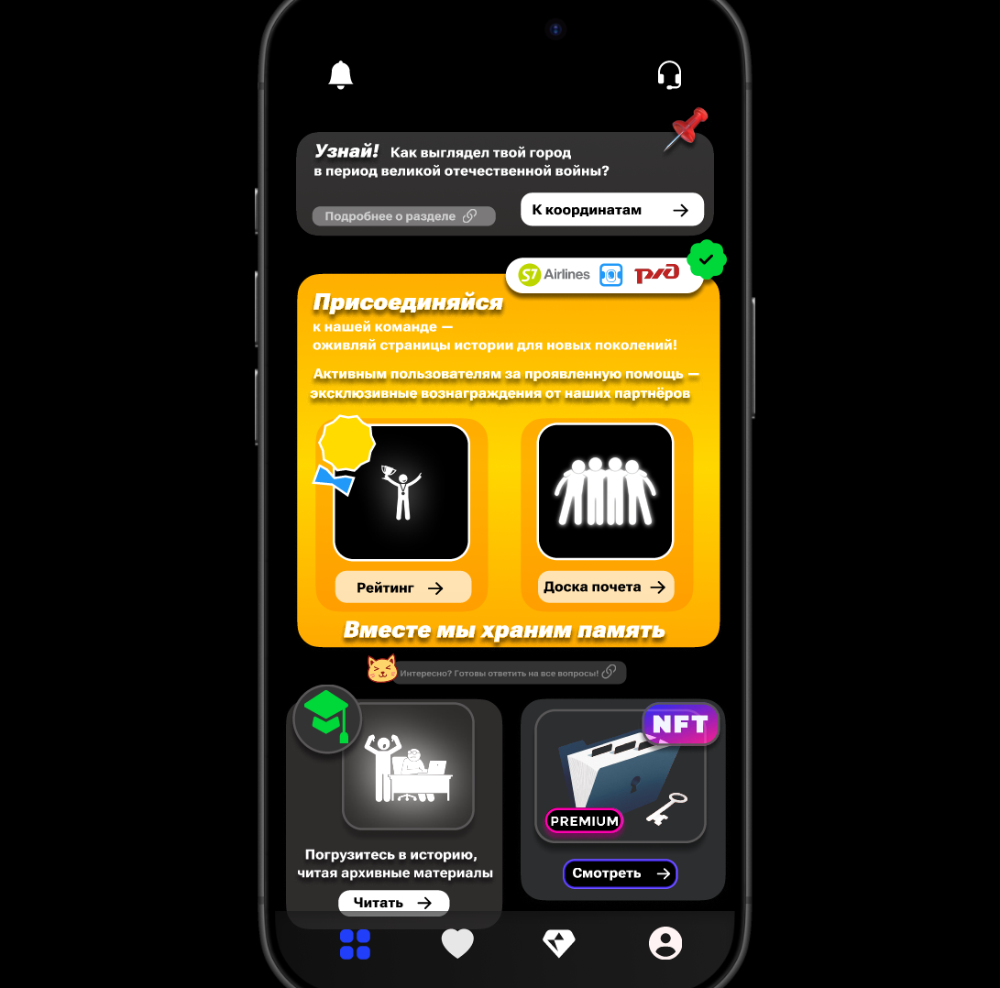 Узнай! Как выглядел твой город
в период великой отечественной войны?
Подробнее о разделе
К координатам
S7 Airlines
ржд
Присоединяйся
к нашей команде —
оживляй страницы истории для новых поколений!
Активным пользователям за проявленную помощь —
эксклюзивные вознаграждения от наших партнёров
Рейтинг
Доска почета
Вместе мы храним память
Интересно? Готовы ответить на все вопросы!
NFT
PREMIUM
Погрузитесь в историю,
читая архивные материалы
Читать
Смотреть